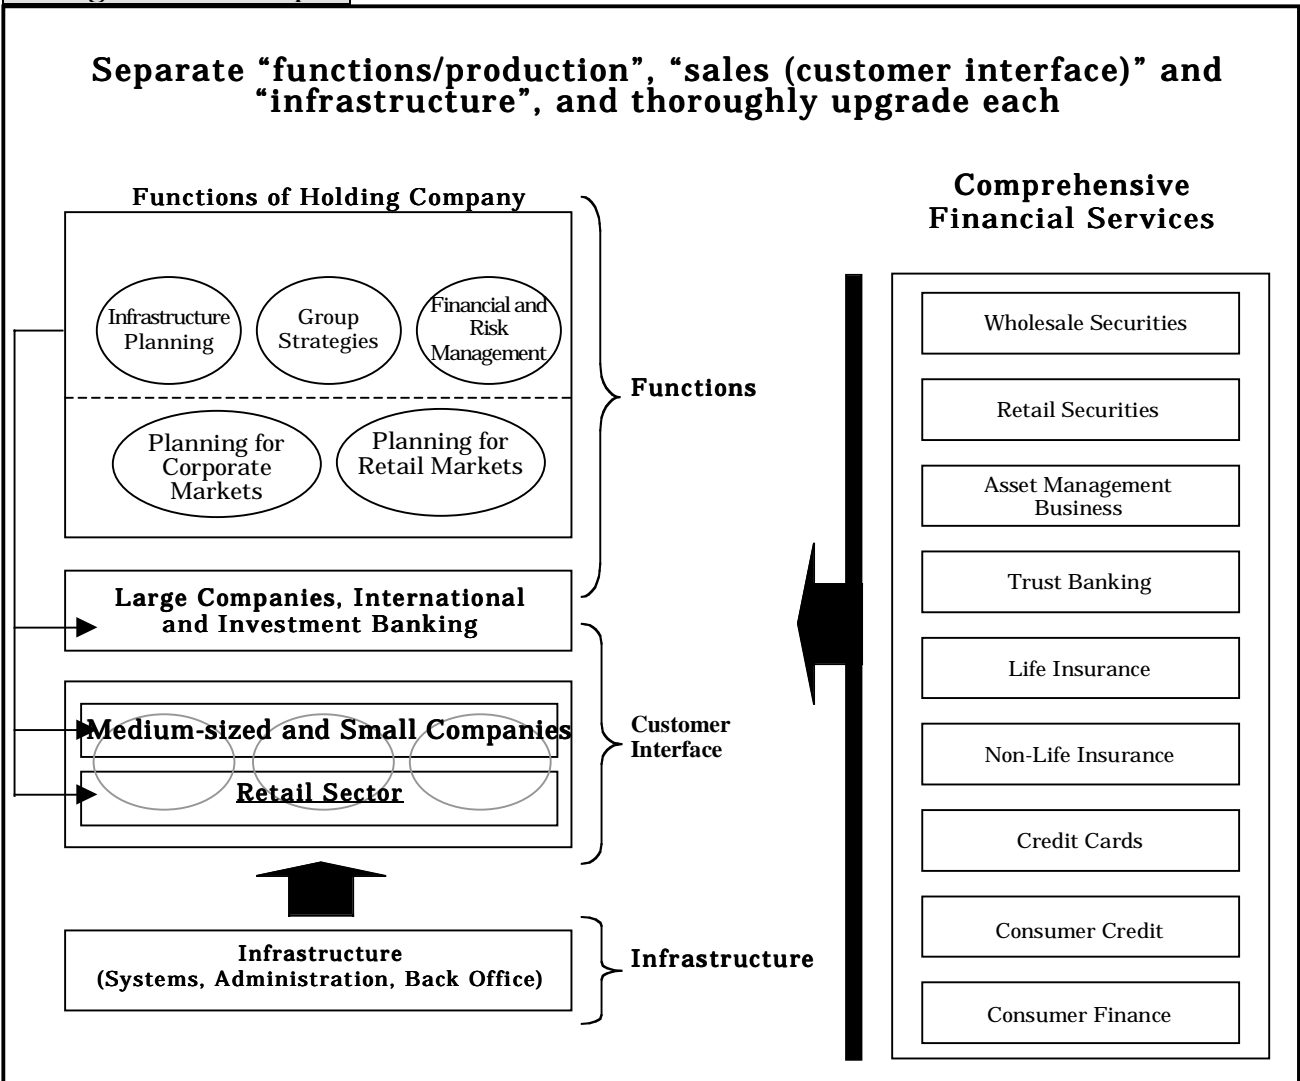 Separate “functions/production”, “sales (customer interface)” and
“infrastructure”, and thoroughly upgrade each
Functions of Holding Company
Infrastructure
Planning
Group
Strategies
Financial and
Risk
Management
Planning for
Corporate
Markets
Planning for
Retail Markets
Functions
Large Companies, International
and Investment Banking
Medium-sized and Small Companies
Retail Sector
Customer
Interface
Infrastructure
(Systems, Administration, Back Office)
Infrastructure
Comprehensive
Financial Services
Wholesale Securities
Retail Securities
Asset Management
Business
Trust Banking
Life Insurance
Non-Life Insurance
Credit Cards
Consumer Credit
Consumer Finance